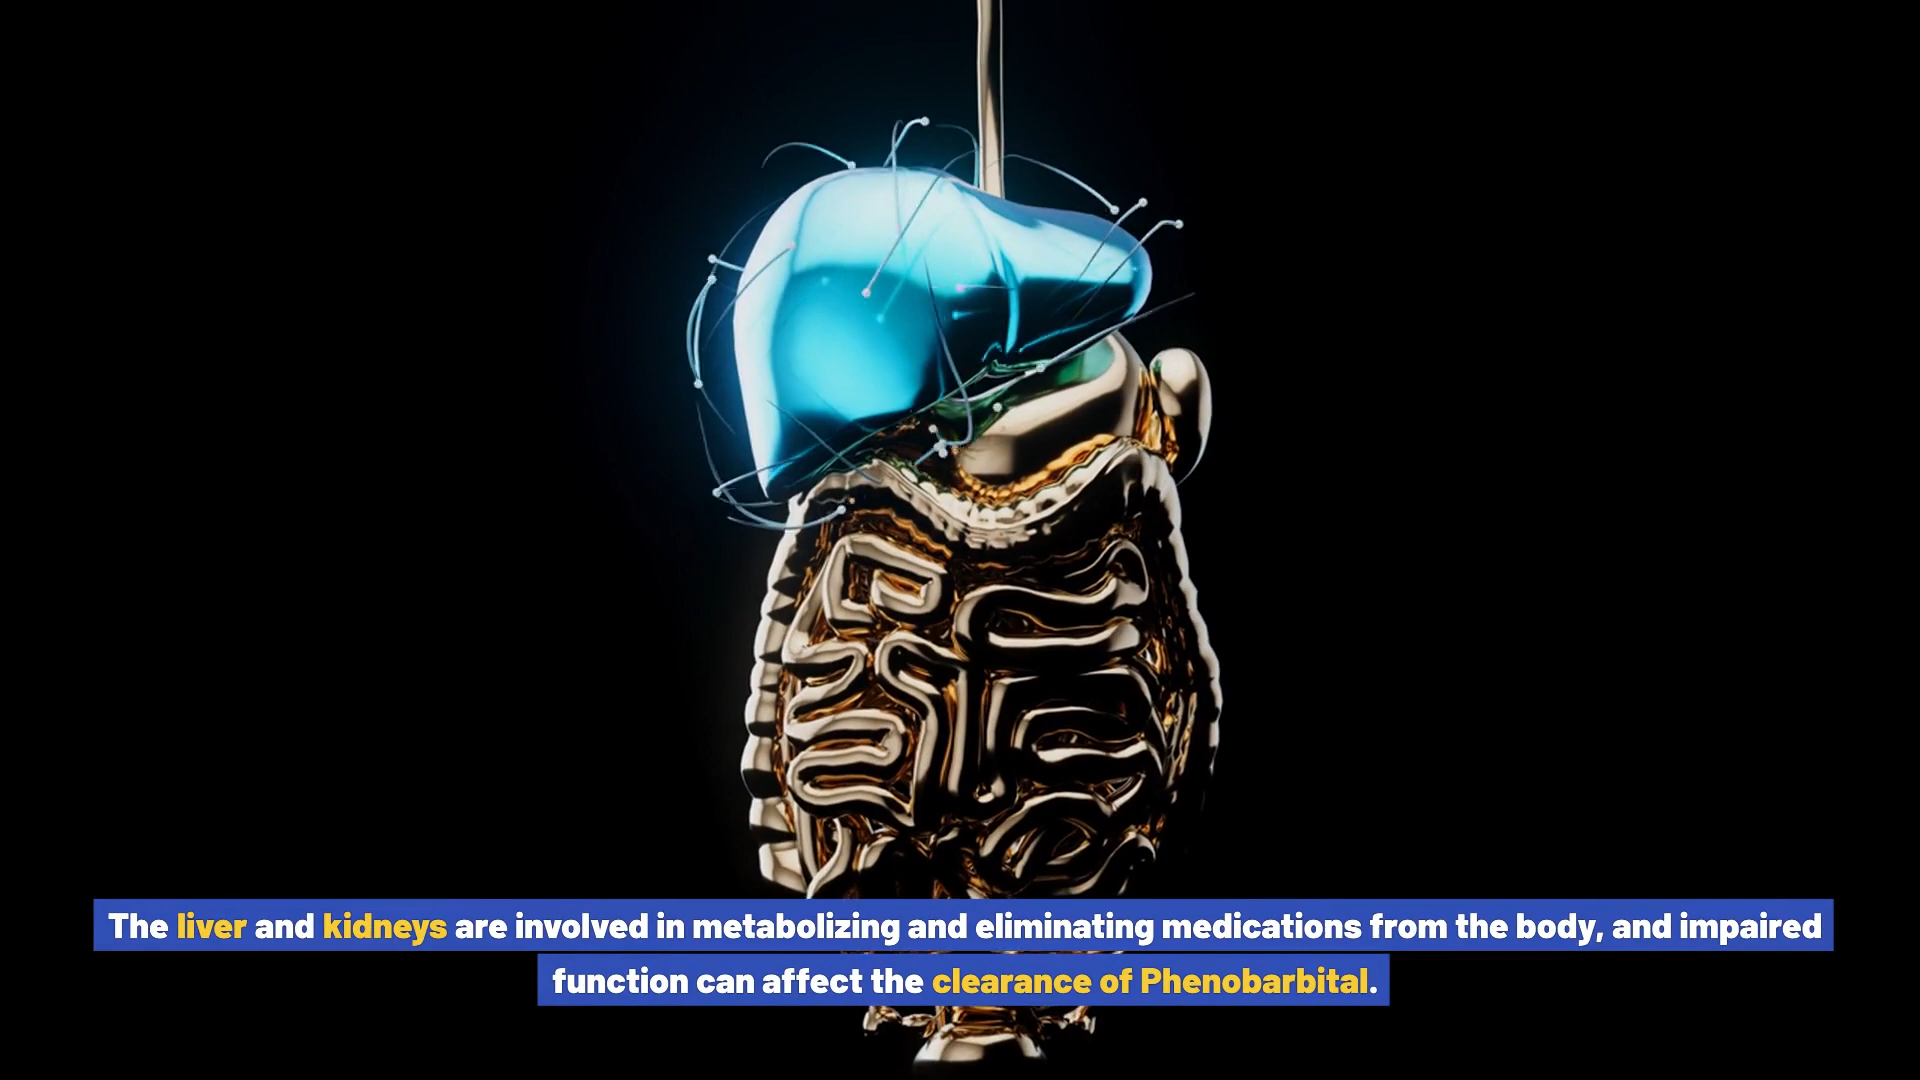 The liver and kidneys are involved in metabolizing and eliminating medications from the body, and impaired
function can affect the clearance of Phenobarbital.